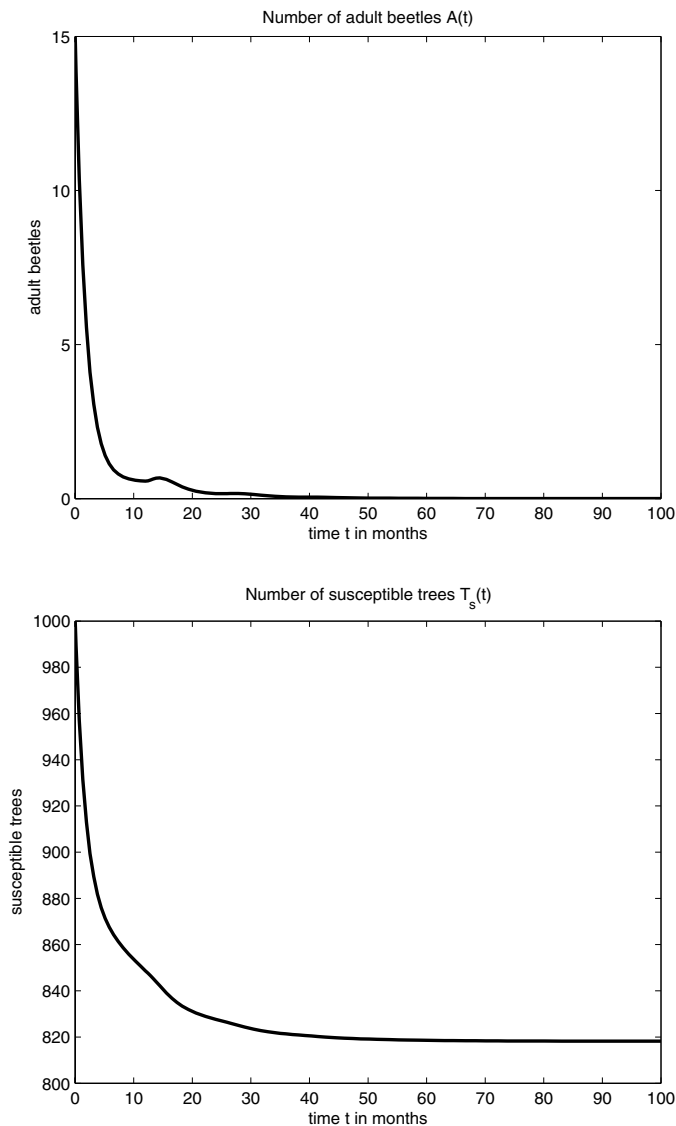 Number of adult beetles A(t)
15
10
5
0
adult beetles
0 10 20 30 40 50 60 70 80 90 100
time t in months
Number of susceptible trees T_s(t)
1000
980
960
940
920
900
880
860
840
820
800
susceptible trees
0 10 20 30 40 50 60 70 80 90 100
time t in months